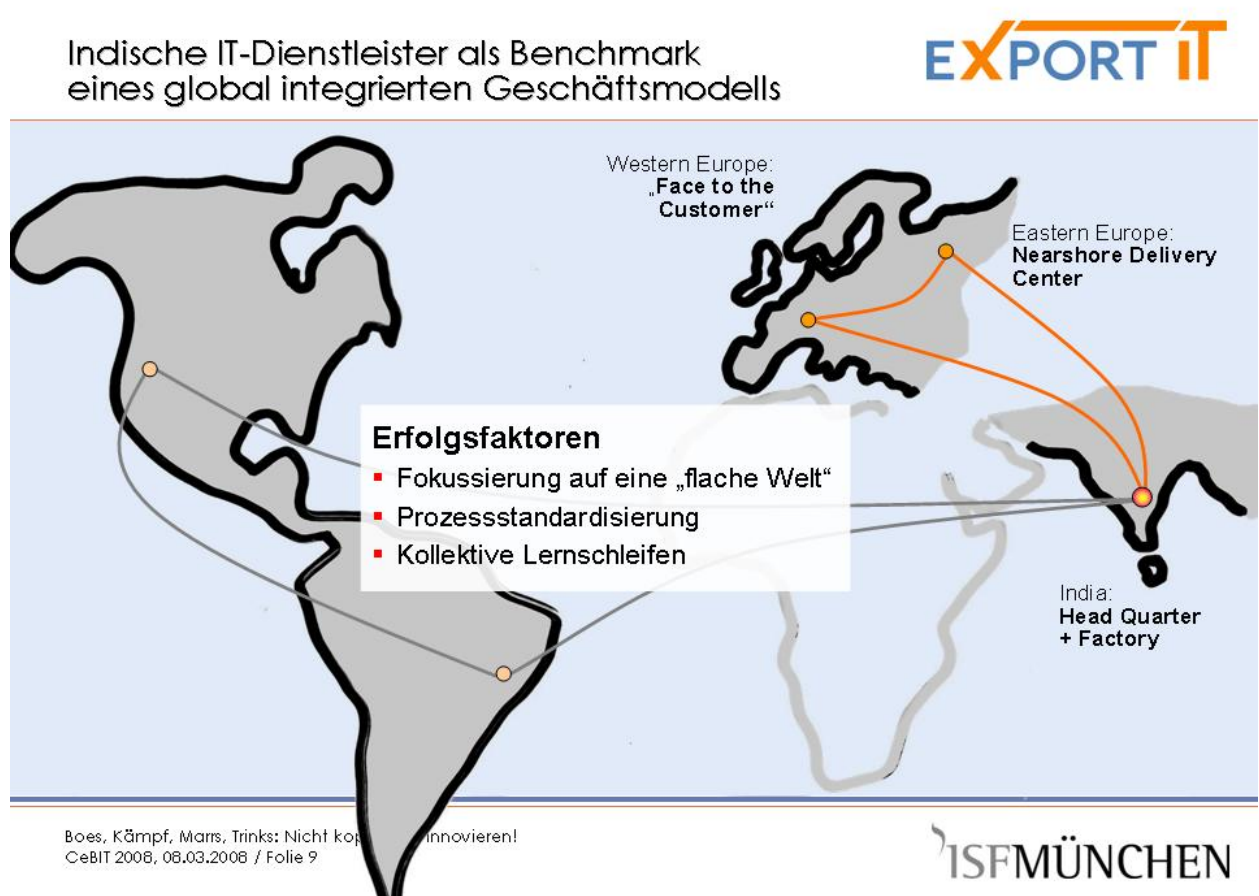 Indische IT-Dienstleister als Benchmark
eines global integrierten Geschäftsmodells
EXPORT iT
Western Europe:
„Face to the
Customer“
Eastern Europe:
Nearshore Delivery
Center
Erfolgsfaktoren
Fokussierung auf eine „flache Welt“
Prozessstandardisierung
Kollektive Lernschleifen
India:
Head Quarter
+ Factory
Boes, Kämpf, Marrs, Trinks: Nicht kop innovieren!
CeBIT 2008, 08.03.2008 / Folie 9
ISFMÜNCHEN